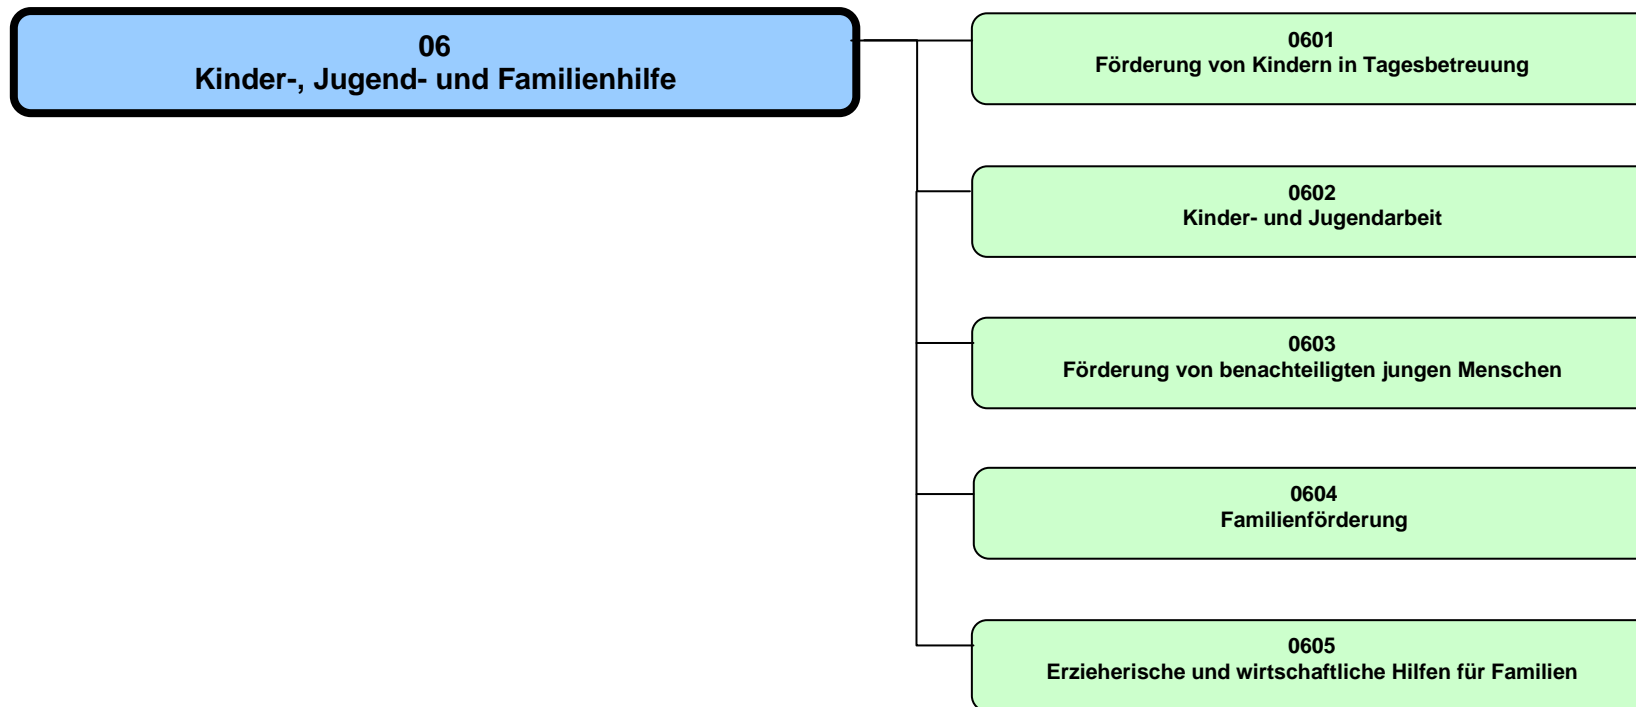 06
Kinder-, Jugend- und Familienhilfe
0601
Förderung von Kindern in Tagesbetreuung
0602
Kinder- und Jugendarbeit
0603
Förderung von benachteiligten jungen Menschen
0604
Familienförderung
0605
Erzieherische und wirtschaftliche Hilfen für Familien